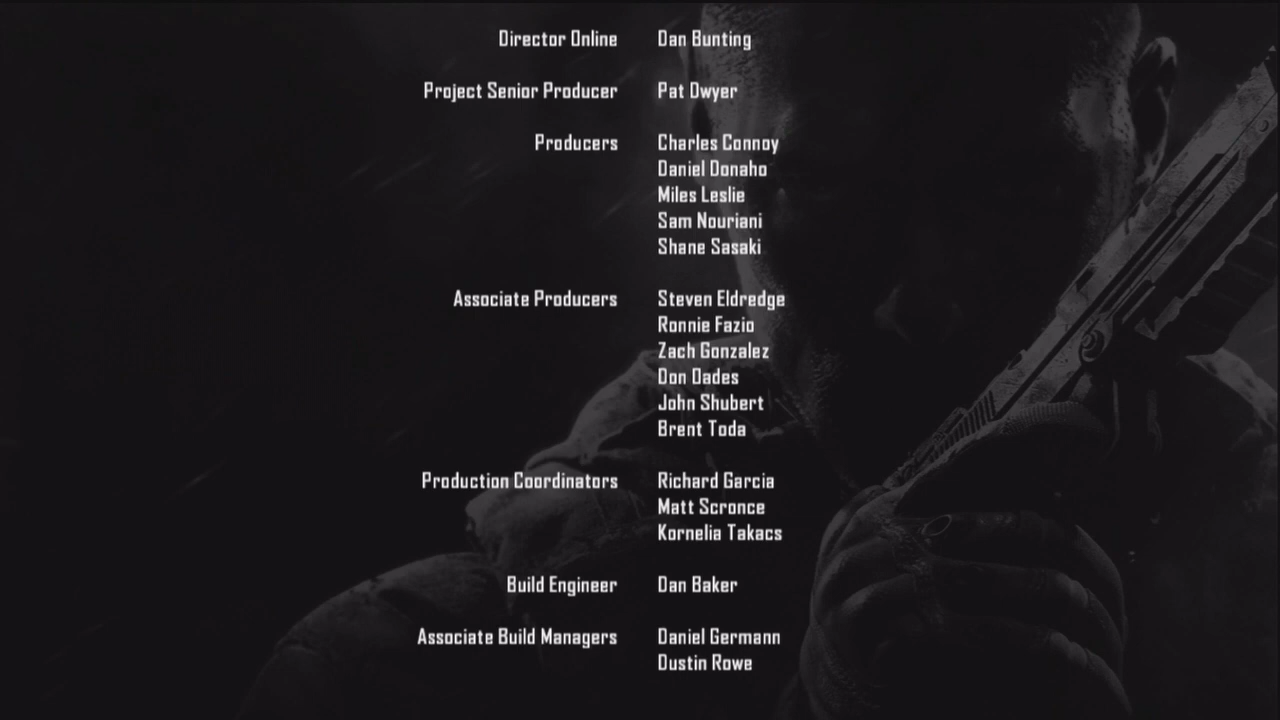 Director Online Dan Bunting
Project Senior Producer Pat Dwyer
Producers Charles Connoy
Daniel Donaho
Miles Leslie
Sam Nouriani
Shane Sasaki
Associate Producers Steven Eldredge
Ronnie Fazio
Zach Gonzalez
Don Oades
John Shubert
Brent Toda
Production Coordinators Richard Garcia
Matt Scronce
Kornelia Takacs
Build Engineer Dan Baker
Associate Build Managers Daniel Germann
Dustin Rowe